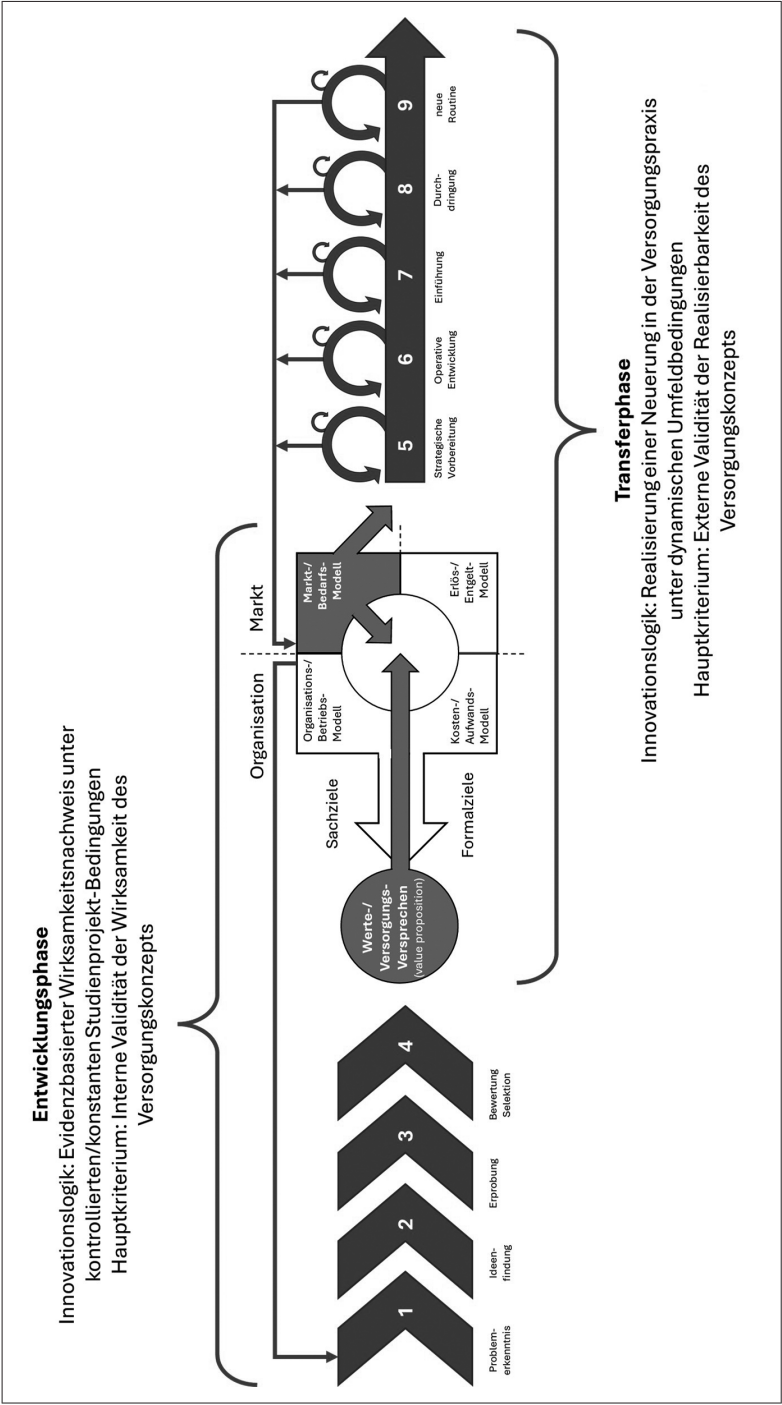 Entwicklungsphase
Innovationslogik: Evidenzbasierter Wirksamkeitsnachweis unter
kontrollierten/konstanten Studienprojekt-Bedingungen
Hauptkriterium: Interne Validität der Wirksamkeit des
Versorgungskonzepts
Organisation
Markt
1
Problem-
erkenntnis
2
Ideen-
findung
3
Erprobung
4
Bewertung
Selektion
Werte-/
Versorgungs-
Versprechen
(value proposition)
Sachziele
Formalziele
Organisations-/
Betriebs-
Modell
Markt-/
Bedarfs-
Modell
Kosten-/
Aufwands-
Modell
Erlös-/
Entgelt-
Modell
5
Strategische
Vorbereitung
6
Operative
Entwicklung
7
Einführung
8
Durch-
dringung
9
neue
Routine
Transferphase
Innovationslogik: Realisierung einer Neuerung in der Versorgungspraxis
unter dynamischen Umfeldbedingungen
Hauptkriterium: Externe Validität der Realisierbarkeit des
Versorgungskonzepts